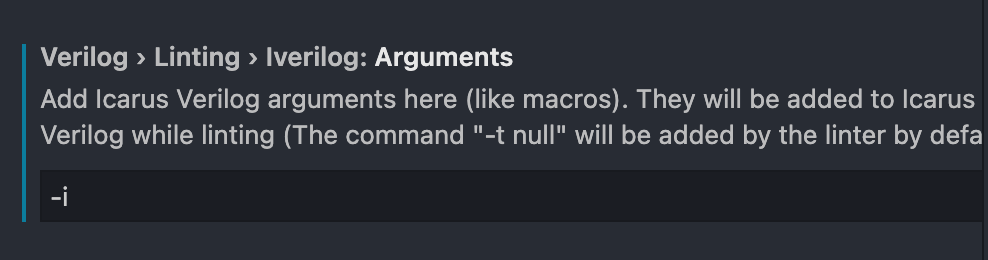 Verilog › Linting › Iverilog: Arguments
Add Icarus Verilog arguments here (like macros). They will be added to Icarus
Verilog while linting (The command "-t null" will be added by the linter by defa
-i